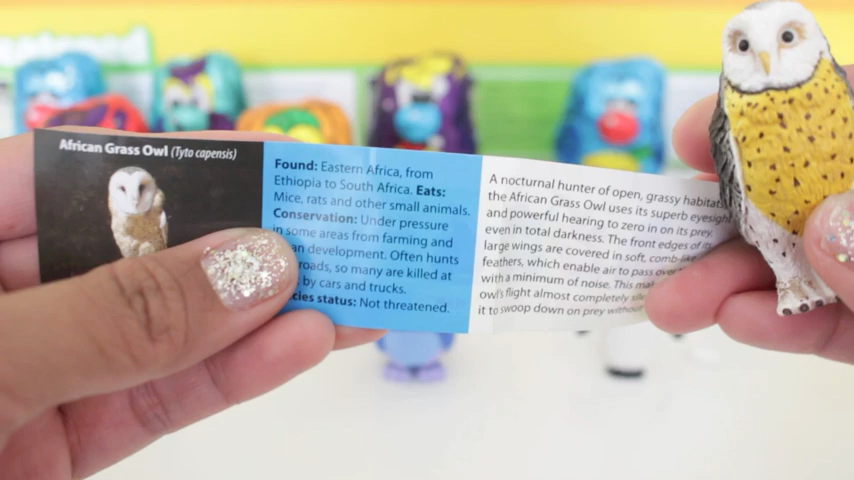 African Grass Owl (Tyto capensis)
Found: Eastern Africa, from
Ethiopia to South Africa. Eats:
Mice, rats and other small animals.
Conservation: Under pressure
in some areas from farming and
development. Often hunts
roads, so many are killed at
by cars and trucks.
status: Not threatened.
A nocturnal hunter of open, grassy habitats,
the African Grass Owl uses its superb eyesight
and powerful hearing to zero in on its prey,
even in total darkness. The front edges of its
large wings are covered in soft, comb-like
feathers, which enable air to pass over
with a minimum of noise. This
owl's flight almost completely
it to swoop down on prey without